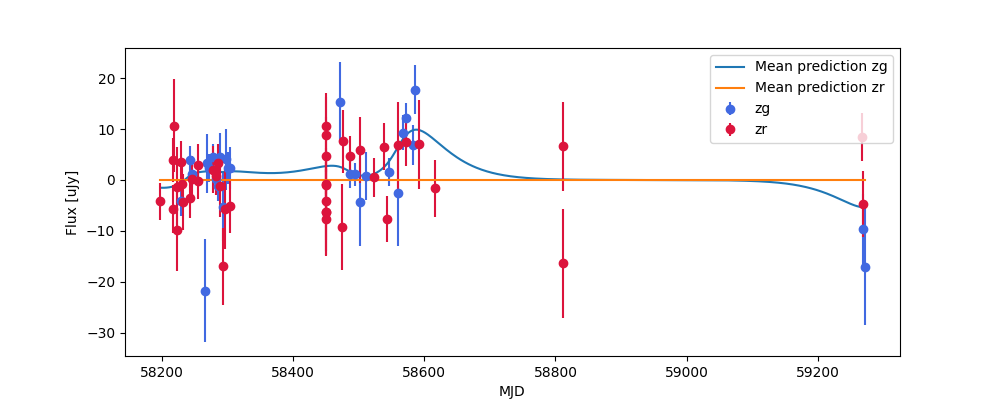 Flux [uJy]
20
10
0
−10
−20
−30
58200
58400
58600
58800
59000
59200
MJD
Mean prediction zg
Mean prediction zr
zg
zr